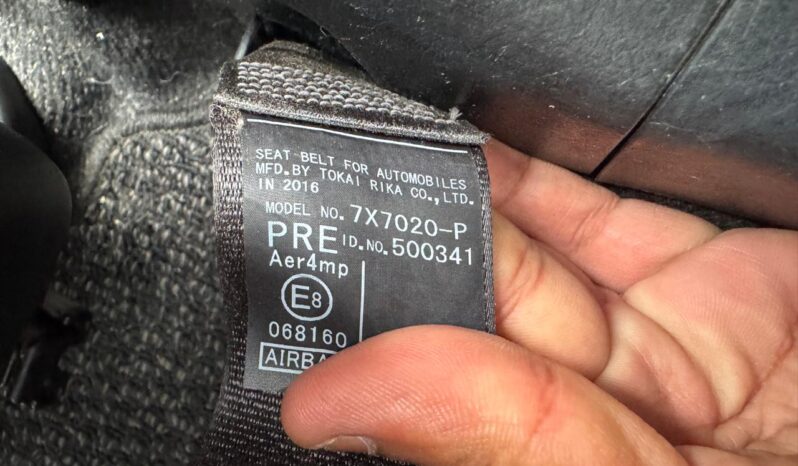 SEAT BELT FOR AUTOMOBILES
MFD.BY TOKAI RIKA CO.,LTD.
IN 2016
MODEL NO. 7X7020-P
PRE ID.NO. 500341
Aer4mp
E8
068160